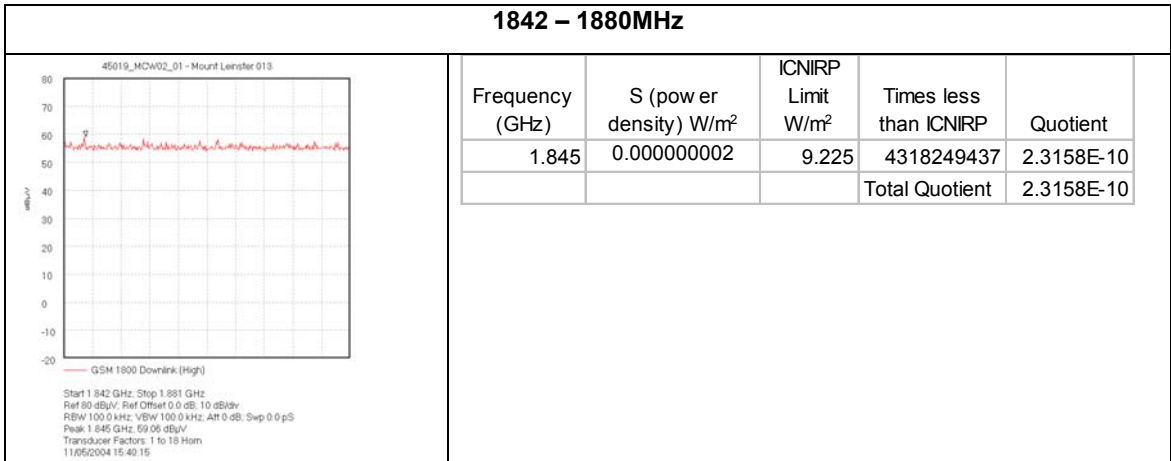 1842 – 1880MHz
45019_MCW02_01 - Mount Leinster 013
80
70
60
50
40
30
20
10
0
-10
-20
dBµV
GSM 1800 Downlink (High)
Start 1.842 GHz; Stop 1.881 GHz
Ref 80 dBµV; Ref Offset 0.0 dB; 10 dB/div
RBW 100.0 kHz; VBW 100.0 kHz; Att 0 dB; Swp 0.0 pS
Peak 1.845 GHz, 59.06 dBµV
Transducer Factors: 1 to 18 Horn
11/05/2004 15:40:15
Frequency (GHz) S (pow er density) W/m² ICNIRP Limit W/m² Times less than ICNIRP Quotient
1.845 0.000000002 9.225 4318249437 2.3158E-10
Total Quotient 2.3158E-10